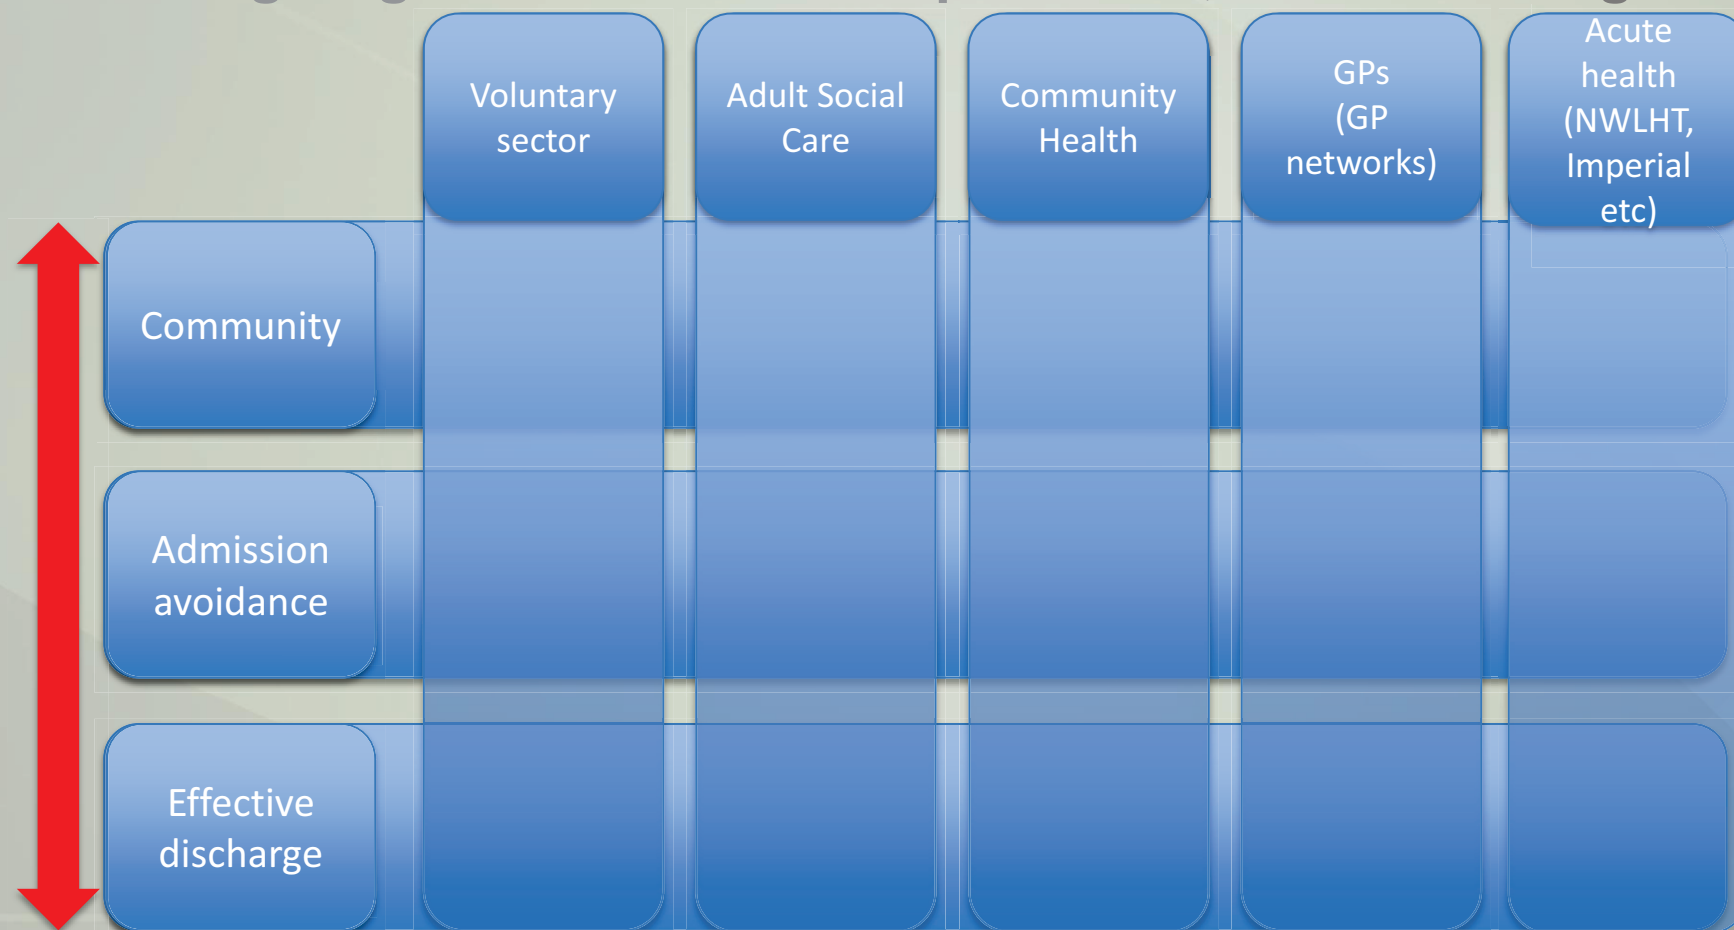 Voluntary
sector
Adult Social
Care
Community
Health
GPs
(GP
networks)
Acute
health
(NWLHT,
Imperial
etc)
Community
Admission
avoidance
Effective
discharge